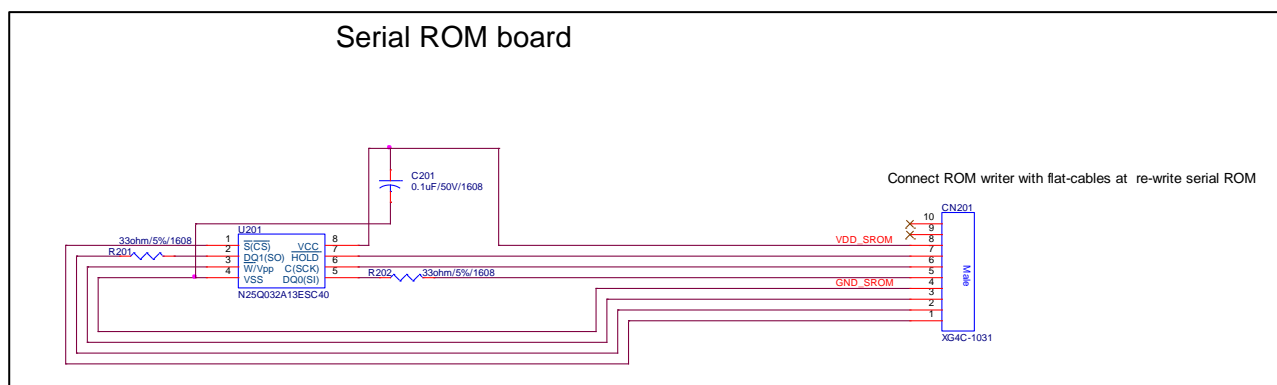 Serial ROM board
C201
0.1uF/50V/1608
Connect ROM writer with flat-cables at re-write serial ROM
CN201
U201
33ohm/5%/1608
R201
1
2
3
4
S(CS)
DQ1(SO)
W/Vpp
VSS
VCC
HOLD
C(SCK)
DQ0(SI)
8
7
6
5
N25Q032A13ESC40
R202
33ohm/5%/1608
VDD_SROM
GND_SROM
10
9
8
7
6
5
4
3
2
1
Male
XG4C-1031